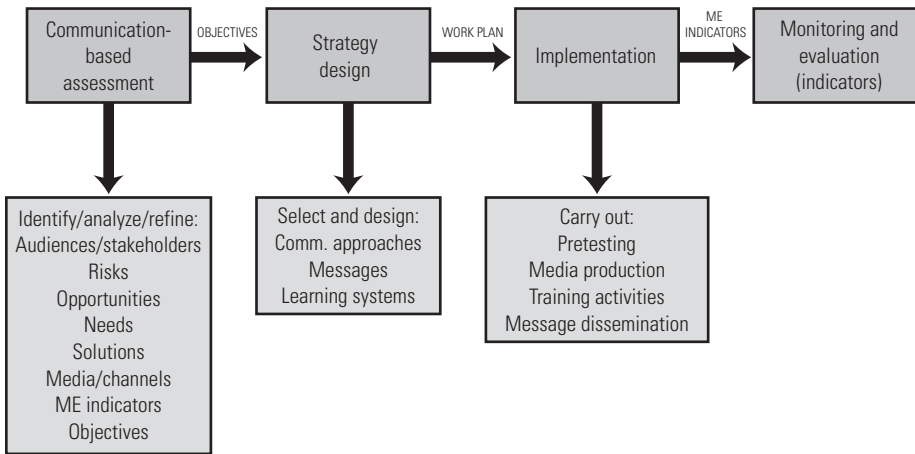 Communication-
based
assessment
OBJECTIVES
Strategy
design
WORK PLAN
Implementation
ME
INDICATORS
Monitoring and
evaluation
(indicators)
Identify/analyze/refine:
Audiences/stakeholders
Risks
Opportunities
Needs
Solutions
Media/channels
ME indicators
Objectives
Select and design:
Comm. approaches
Messages
Learning systems
Carry out:
Pretesting
Media production
Training activities
Message dissemination